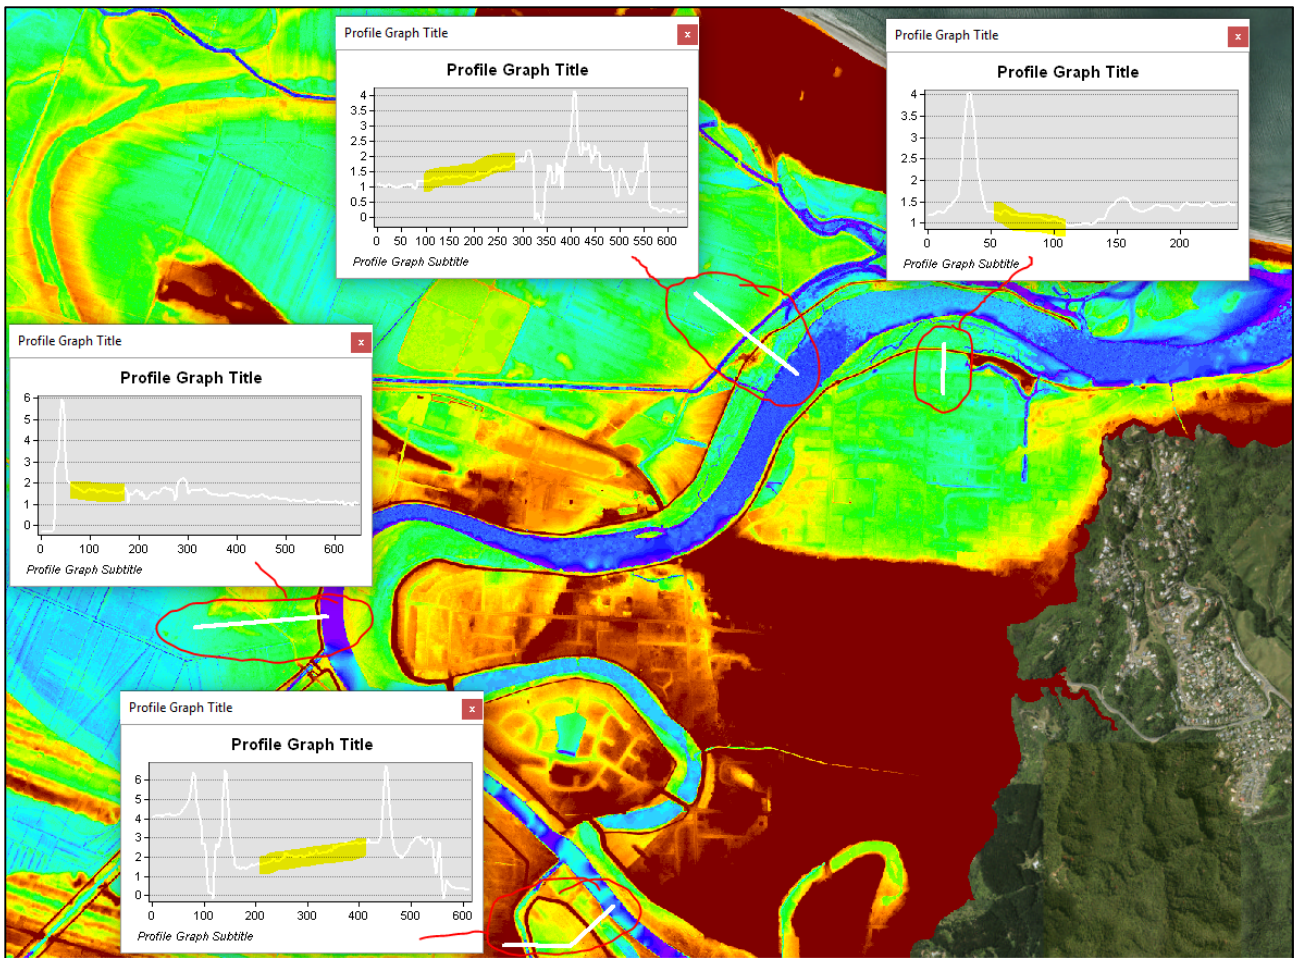 Profile Graph Title
x
Profile Graph Title
4
3.5
3
2.5
2
1.5
1
0.5
0
0 50 100 150 200 250 300 350 400 450 500 550 600
Profile Graph Subtitle
Profile Graph Title
x
Profile Graph Title
4
3.5
3
2.5
2
1.5
1
0 50 100 150 200
Profile Graph Subtitle
Profile Graph Title
x
Profile Graph Title
6
5
4
3
2
1
0
0 100 200 300 400 500 600
Profile Graph Subtitle
Profile Graph Title
x
Profile Graph Title
6
5
4
3
2
1
0
0 100 200 300 400 500 600
Profile Graph Subtitle